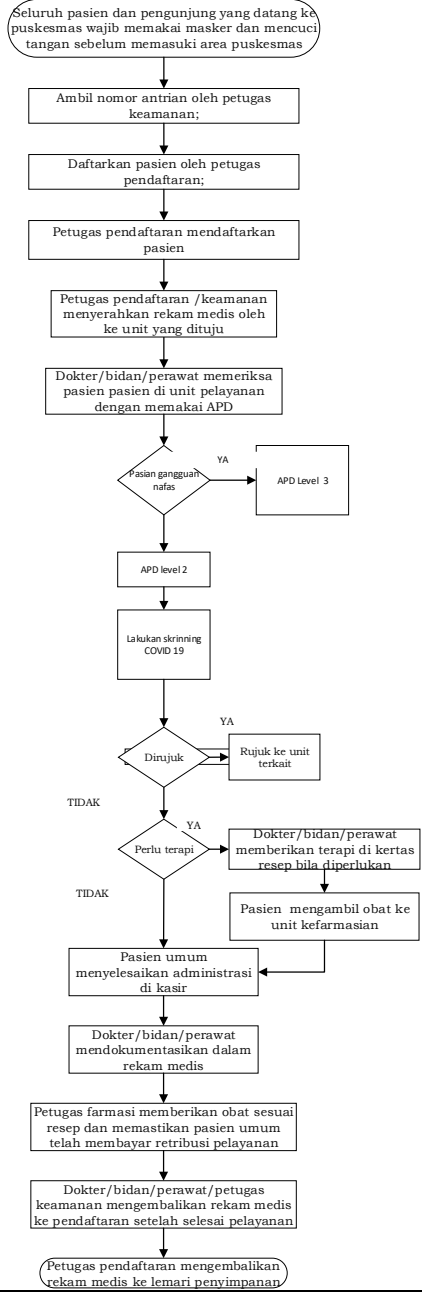 Seluruh pasien dan pengunjung yang datang ke
puskesmas wajib memakai masker dan mencuci
tangan sebelum memasuki area puskesmas
Ambil nomor antrian oleh petugas
keamanan;
Daftarkan pasien oleh petugas
pendaftaran;
Petugas pendaftaran mendaftarkan
pasien
Petugas pendaftaran /keamanan
menyerahkan rekam medis oleh
ke unit yang dituju
Dokter/bidan/perawat memeriksa
pasien pasien di unit pelayanan
dengan memakai APD
Pasian gangguan
nafas
YA
APD Level 3
APD level 2
Lakukan skrinning
COVID 19
Dirujuk
YA
Rujuk ke unit
terkait
TIDAK
Perlu terapi
YA
Dokter/bidan/perawat
memberikan terapi di kertas
resep bila diperlukan
TIDAK
Pasien mengambil obat ke
unit kefarmasian
Pasien umum
menyelesaikan administrasi
di kasir
Dokter/bidan/perawat
mendokumentasikan dalam
rekam medis
Petugas farmasi memberikan obat sesuai
resep dan memastikan pasien umum
telah membayar retribusi pelayanan
Dokter/bidan/perawat/petugas
keamanan mengembalikan rekam medis
ke pendaftaran setelah selesai pelayanan
Petugas pendaftaran mengembalikan
rekam medis ke lemari penyimpanan